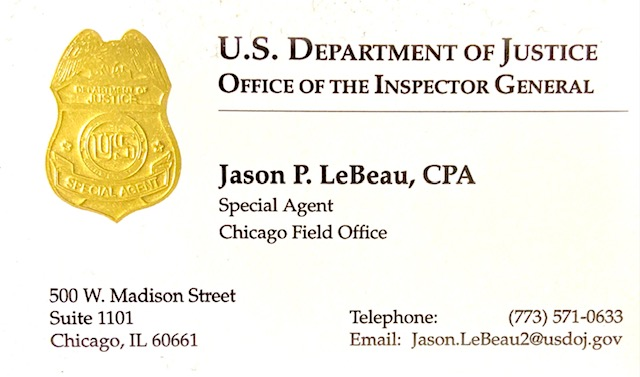 U.S. DEPARTMENT OF JUSTICE
OFFICE OF THE INSPECTOR GENERAL
DEPARTMENT OF
JUSTICE
US
SPECIAL AGENT
Jason P. LeBeau, CPA
Special Agent
Chicago Field Office
500 W. Madison Street
Suite 1101
Chicago, IL 60661
Telephone: (773) 571-0633
Email: Jason.LeBeau2@usdoj.gov